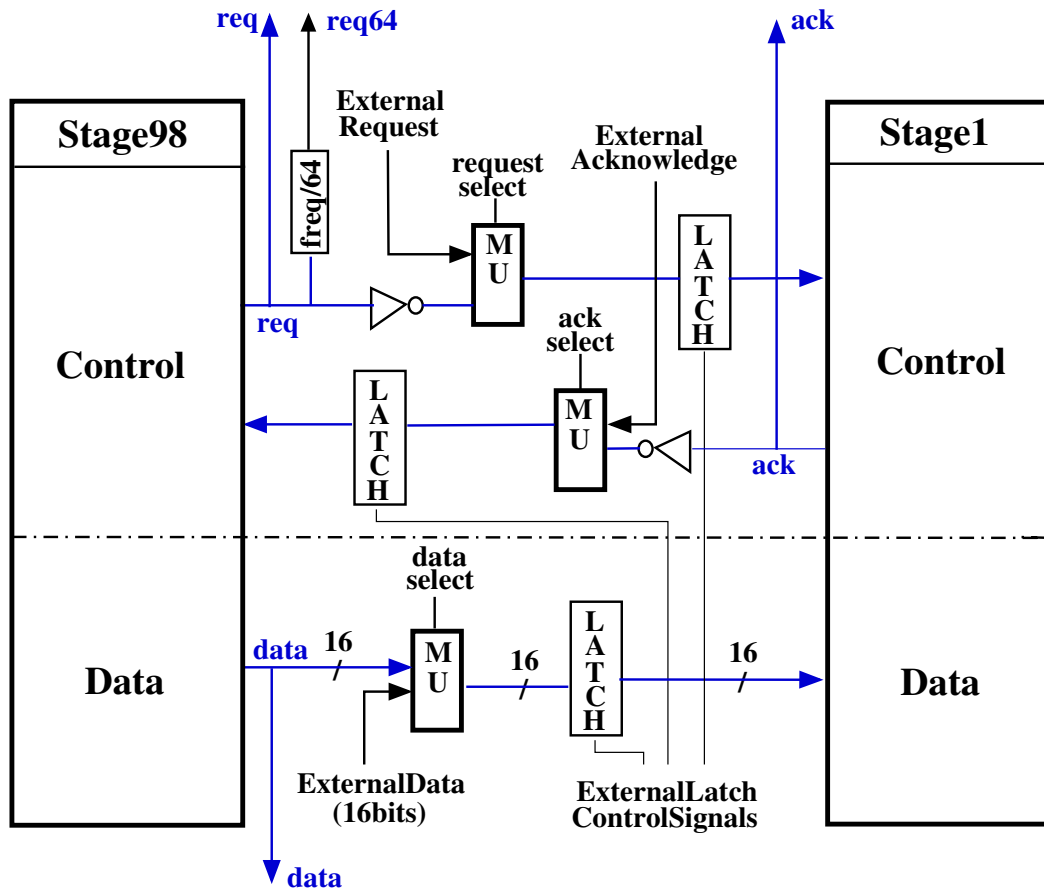 req
req64
ack
Stage98
External
Request
External
Acknowledge
Stage1
freq/64
request
select
M
U
L
A
T
C
H
req
ack
select
Control
Control
L
A
T
C
H
M
U
ack
data
select
data
16
M
U
16
L
A
T
C
H
16
Data
Data
ExternalData
(16bits)
ExternalLatch
ControlSignals
data